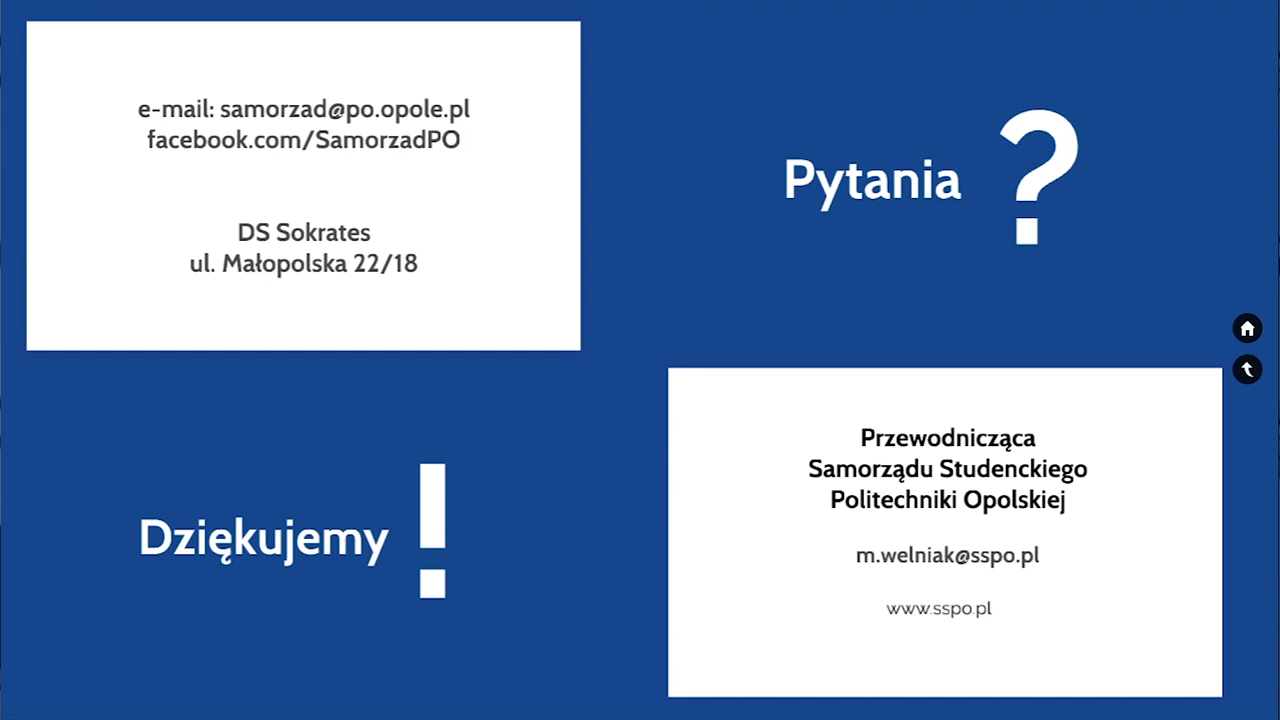 e-mail: samorzad@po.opole.pl
facebook.com/SamorzadPO
DS Sokrates
ul. Małopolska 22/18
Pytania ?
Dziękujemy !
Przewodnicząca
Samorządu Studenckiego
Politechniki Opolskiej
m.welniak@sspo.pl
www.sspo.pl